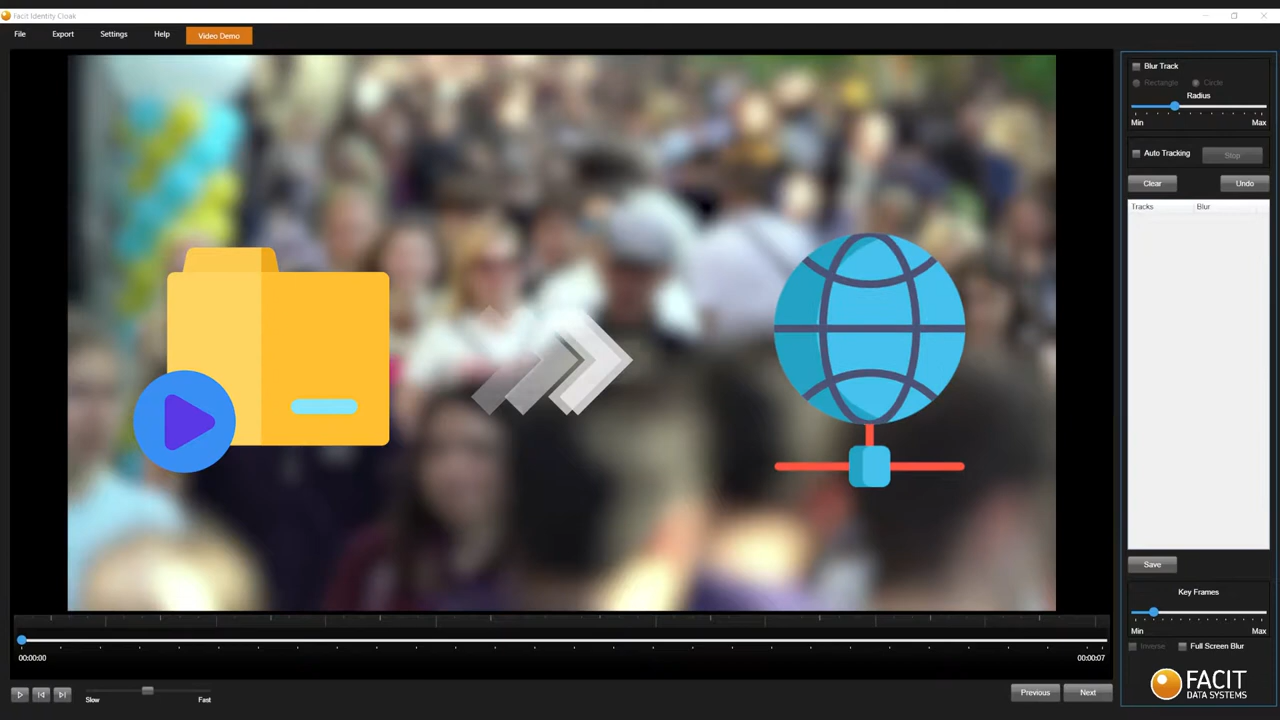 Facit Identity Cloak
File Export Settings Help Video Demo
Blur Track
Rectangle Circle
Radius
Min Max
Auto Tracking Stop
Clear Undo
Tracks Blur
Save
Key Frames
Min Max
Inverse Full Screen Blur
00:00:00 00:00:07
Slow Fast
Previous Next
FACIT
DATA SYSTEMS